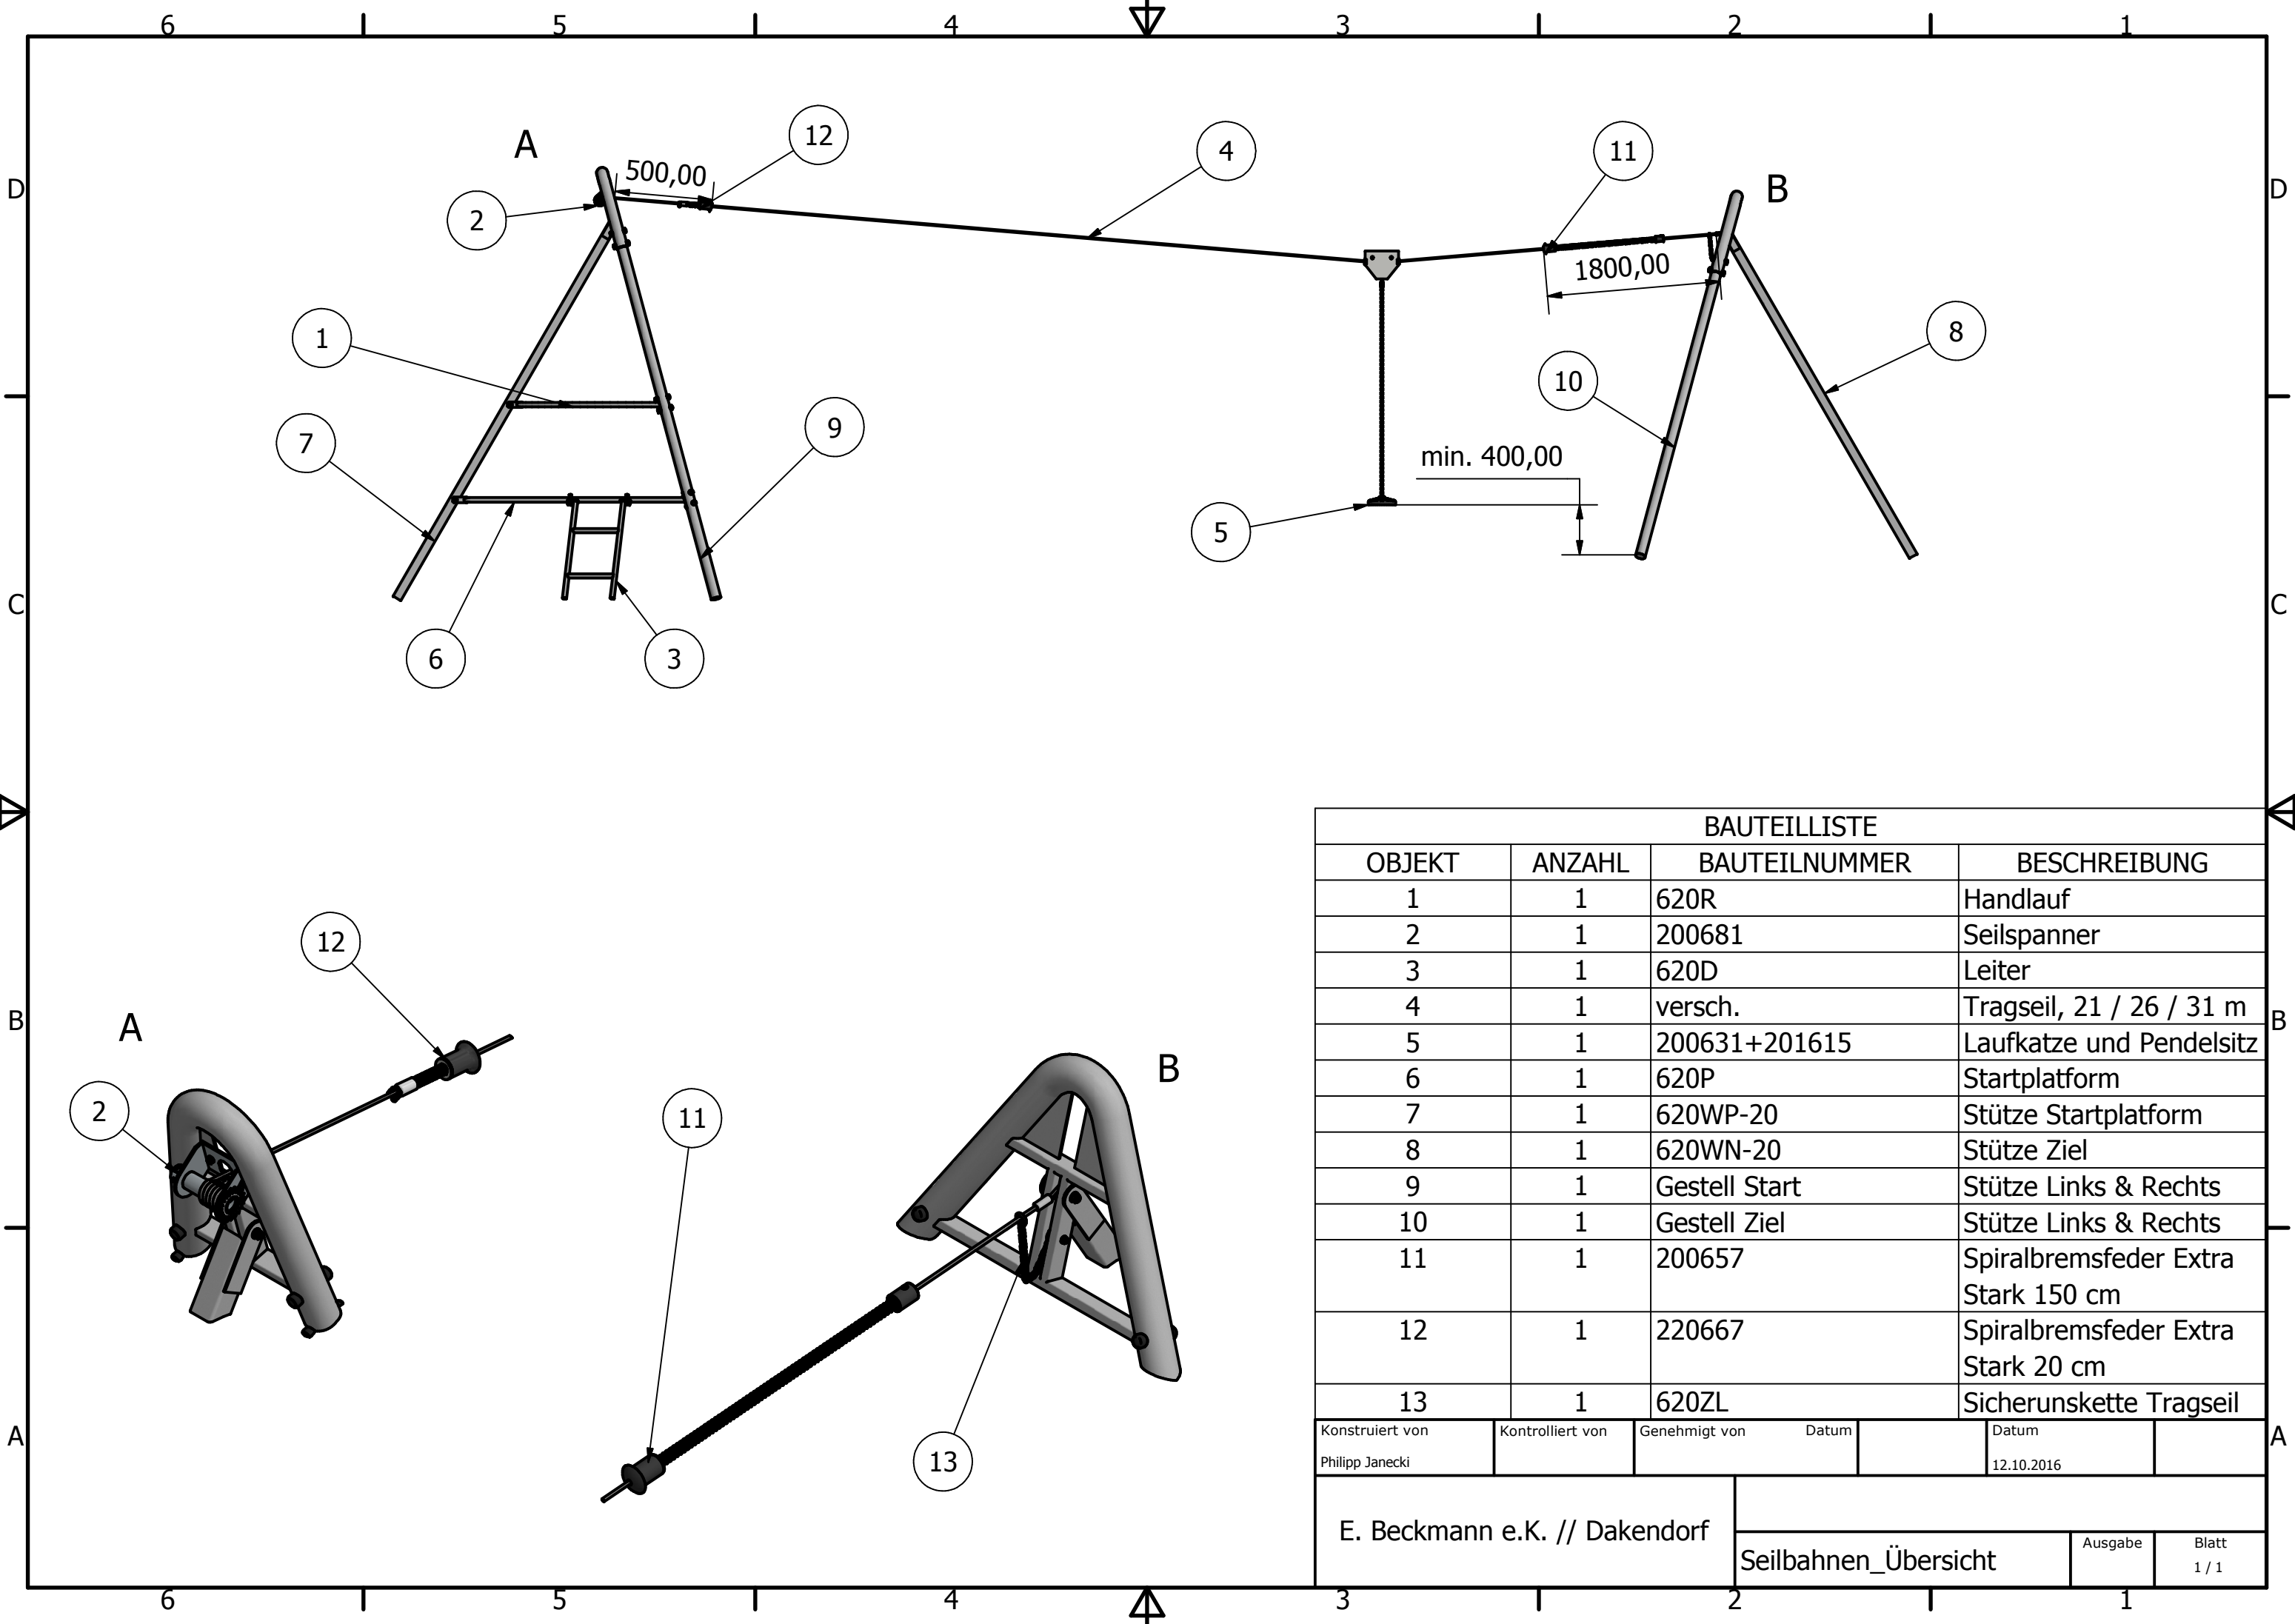 6 5 4 3 2 1
D D
C C
B B
A A
A
500,00
12
4
11
B
2
1800,00
1
8
10
7
9
min. 400,00
5
6
3
12
A
2
11
B
13
BAUTEILLISTE
OBJEKT ANZAHL BAUTEILNUMMER BESCHREIBUNG
1 1 620R Handlauf
2 1 200681 Seilspanner
3 1 620D Leiter
4 1 versch. Tragseil, 21 / 26 / 31 m
5 1 200631+201615 Laufkatze und Pendelsitz
6 1 620P Startplatform
7 1 620WP-20 Stütze Startplatform
8 1 620WN-20 Stütze Ziel
9 1 Gestell Start Stütze Links & Rechts
10 1 Gestell Ziel Stütze Links & Rechts
11 1 200657 Spiralbremsfeder Extra
Stark 150 cm
12 1 220667 Spiralbremsfeder Extra
Stark 20 cm
13 1 620ZL Sicherunskette Tragseil
Konstruiert von Kontrolliert von Genehmigt von Datum Datum
Philipp Janecki 12.10.2016
E. Beckmann e.K. // Dakendorf
Seilbahnen_Übersicht
Ausgabe Blatt
1 / 1
6 5 4 3 2 1